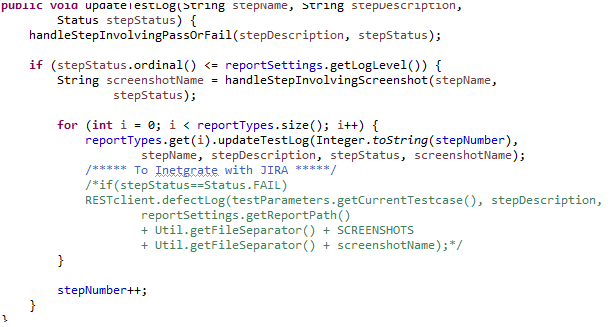 public void updateTestLog(String stepName, String stepDescription,
Status stepStatus) {
handleStepInvolvingPassOrFail(stepDescription, stepStatus);
if (stepStatus.ordinal() <= reportSettings.getLogLevel()) {
String screenshotName = handleStepInvolvingScreenshot(stepName,
stepStatus);
for (int i = 0; i < reportTypes.size(); i++) {
reportTypes.get(i).updateTestLog(Integer.toString(stepNumber),
stepName, stepDescription, stepStatus, screenshotName);
/***** To Inetgrate with JIRA *****/
/*if(stepStatus==Status.FAIL)
RESTclient.defectLog(testParameters.getCurrentTestcase(), stepDescription,
reportSettings.getReportPath()
+ Util.getFileSeparator() + SCREENSHOTS
+ Util.getFileSeparator() + screenshotName);*/
}
stepNumber++;
}
}